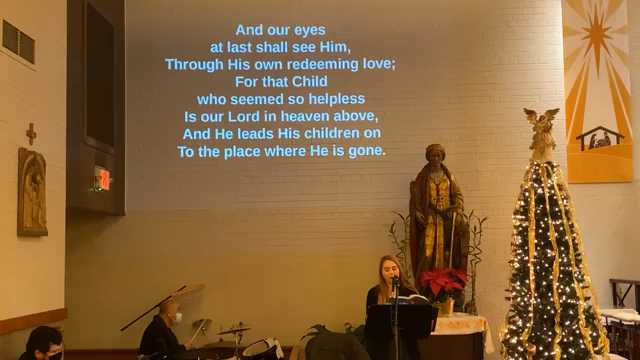 And our eyes
at last shall see Him,
Through His own redeeming love;
For that Child
who seemed so helpless
Is our Lord in heaven above,
And He leads His children on
To the place where He is gone.